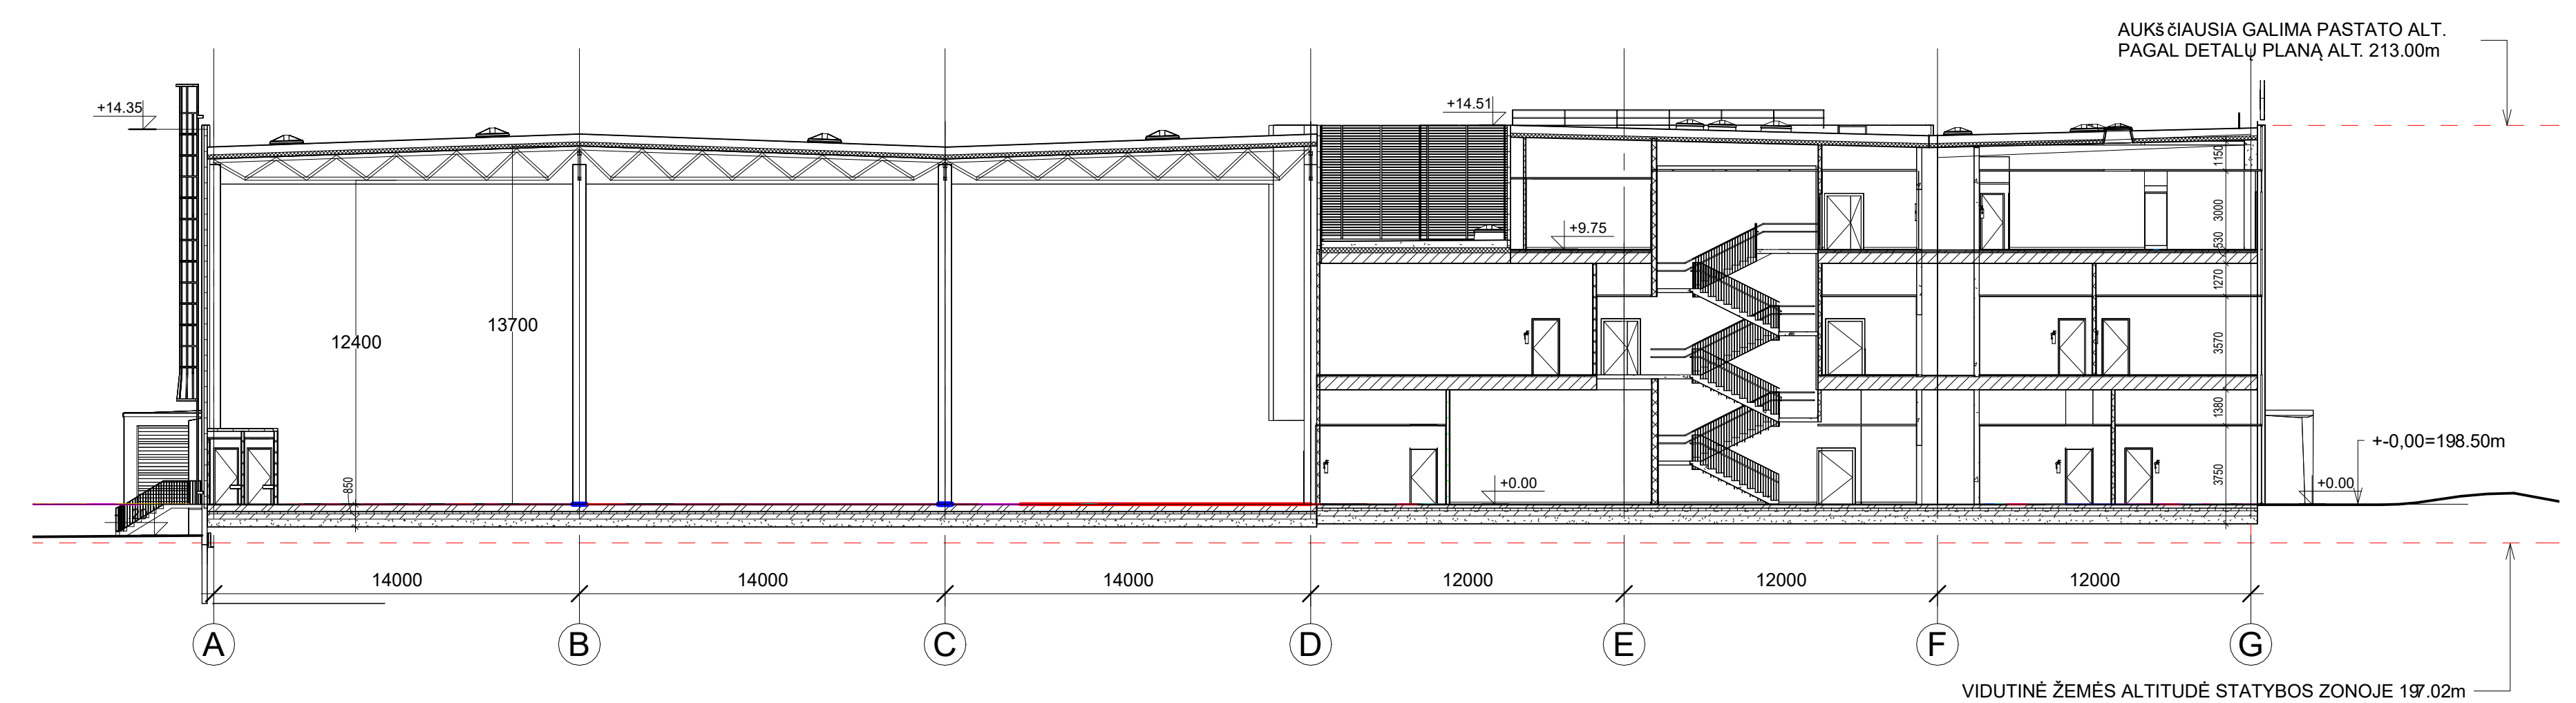 AUKŠČIAUSIA GALIMA PASTATO ALT.
PAGAL DETALŲ PLANĄ ALT. 213.00m
+14.35
+14.51
1150
3000
+9.75
530
1270
13700
12400
3570
1380
+-0,00=198.50m
3750
850
+0.00
+0.00
14000 14000 14000 12000 12000 12000
A B C D E F G
VIDUTINĖ ŽEMĖS ALTITUDĖ STATYBOS ZONOJE 197.02m